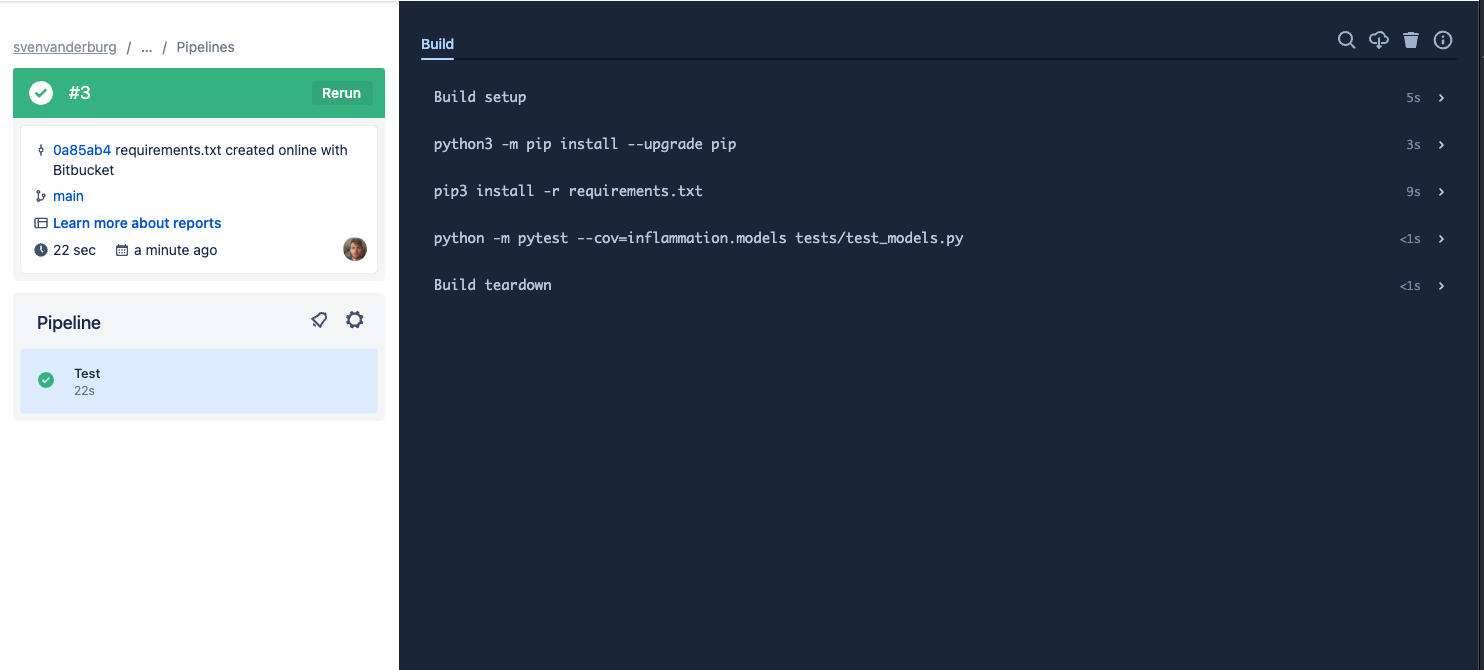 svenvanderburg / ... / Pipelines
#3
Rerun
0a85ab4 requirements.txt created online with
Bitbucket
main
Learn more about reports
22 sec
a minute ago
Pipeline
Test
22s
Build
Build setup
5s
python3 -m pip install --upgrade pip
3s
pip3 install -r requirements.txt
9s
python -m pytest --cov=inflammation.models tests/test_models.py
<1s
Build teardown
<1s